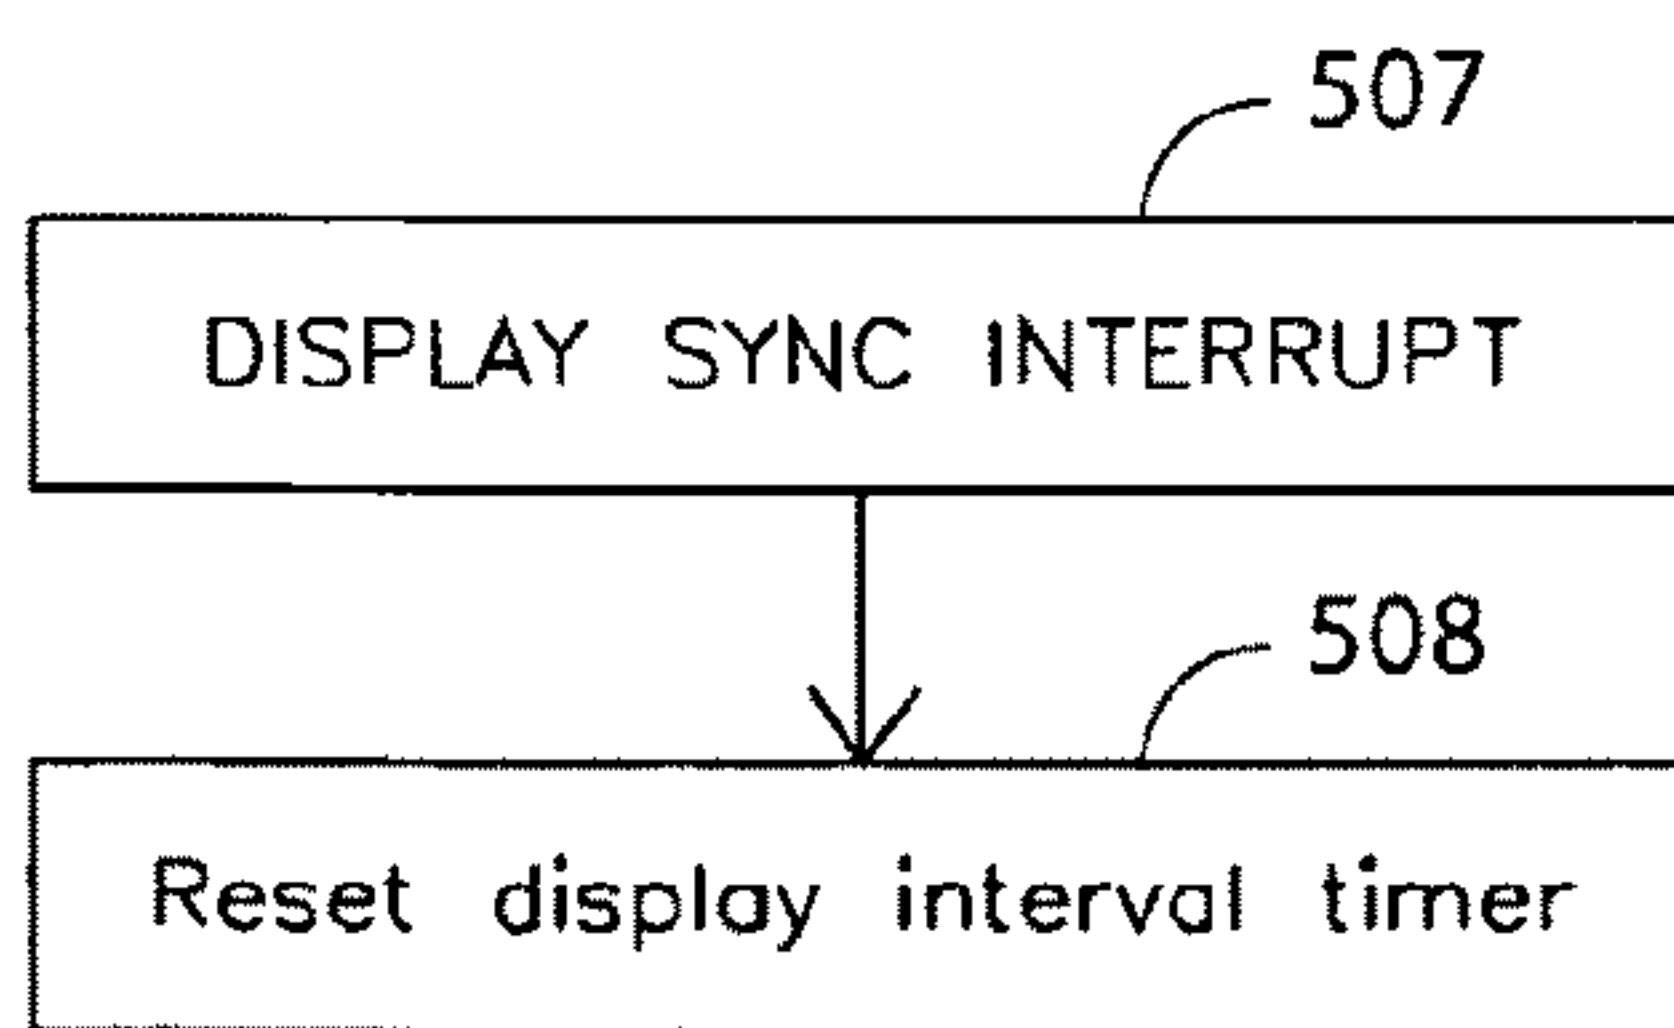 507
DISPLAY SYNC INTERRUPT
508
Reset display interval timer